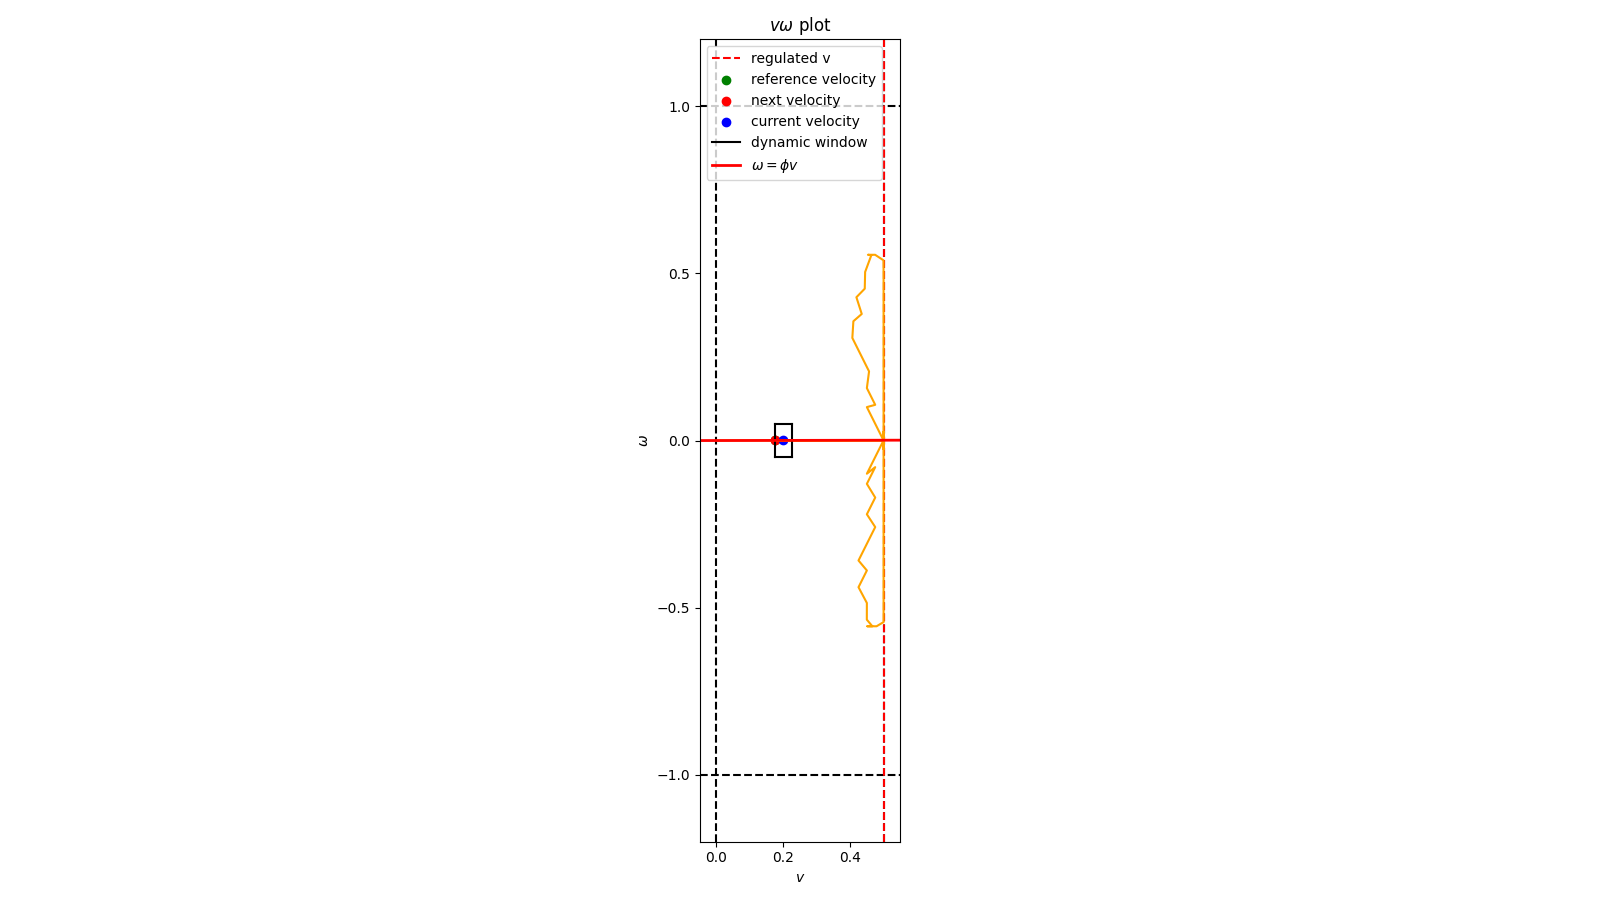 vω plot
regulated v
reference velocity
next velocity
current velocity
dynamic window
ω = ϕv
1.0
0.5
0.0
−0.5
−1.0
ω
0.0 0.2 0.4
v